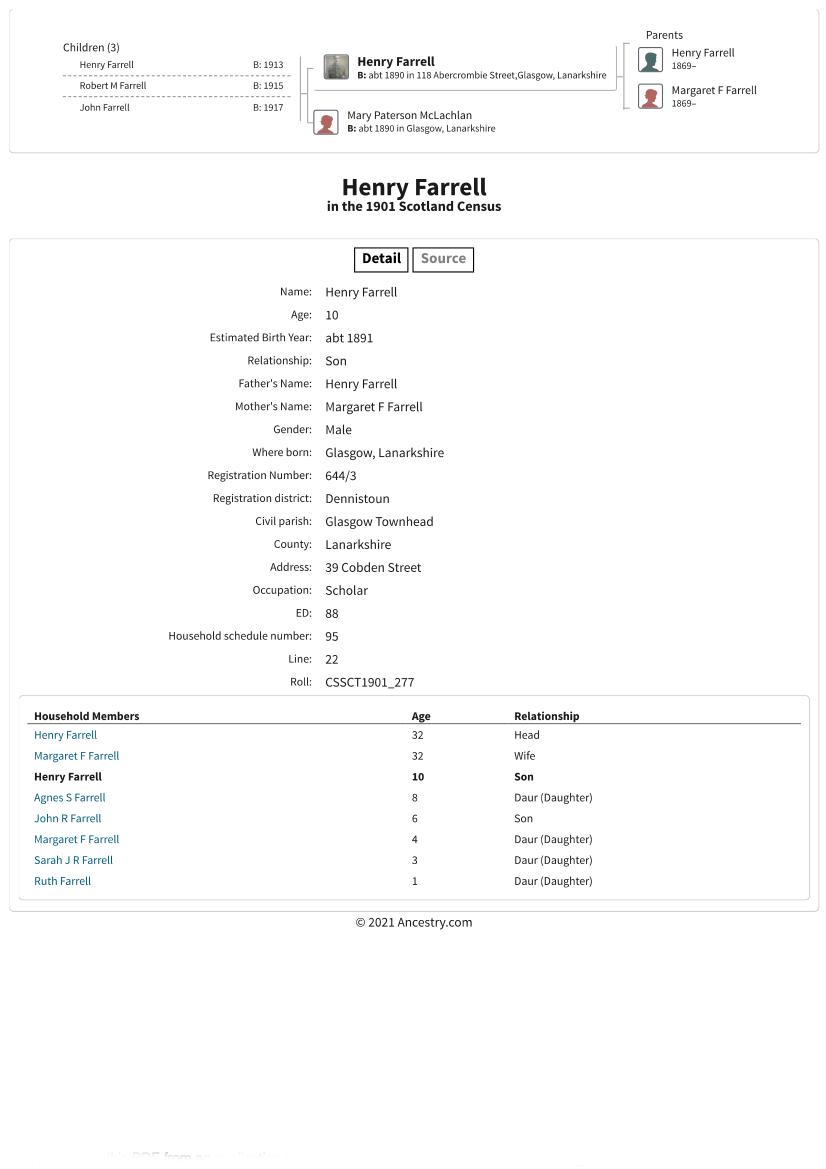 Children (3)
Henry Farrell B: 1913
Robert M Farrell B: 1915
John Farrell B: 1917
Henry Farrell
B: abt 1890 in 118 Abercrombie Street,Glasgow, Lanarkshire
Mary Paterson McLachlan
B: abt 1890 in Glasgow, Lanarkshire
Parents
Henry Farrell
1869–
Margaret F Farrell
1869–
Henry Farrell
in the 1901 Scotland Census
Detail Source
Name: Henry Farrell
Age: 10
Estimated Birth Year: abt 1891
Relationship: Son
Father's Name: Henry Farrell
Mother's Name: Margaret F Farrell
Gender: Male
Where born: Glasgow, Lanarkshire
Registration Number: 644/3
Registration district: Dennistoun
Civil parish: Glasgow Townhead
County: Lanarkshire
Address: 39 Cobden Street
Occupation: Scholar
ED: 88
Household schedule number: 95
Line: 22
Roll: CSSCT1901_277
Household Members Age Relationship
Henry Farrell 32 Head
Margaret F Farrell 32 Wife
Henry Farrell 10 Son
Agnes S Farrell 8 Daur (Daughter)
John R Farrell 6 Son
Margaret F Farrell 4 Daur (Daughter)
Sarah J R Farrell 3 Daur (Daughter)
Ruth Farrell 1 Daur (Daughter)
© 2021 Ancestry.com